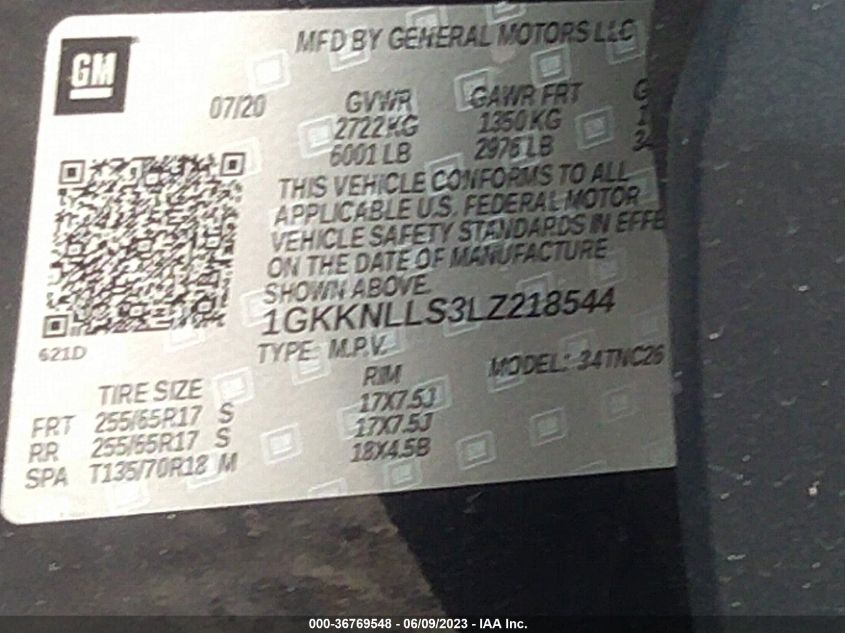 GM
MFD BY GENERAL MOTORS LLC
07/20 GVWR GAWR FRT G
2722 KG 1350 KG 1
6001 LB 2976 LB 34
THIS VEHICLE CONFORMS TO ALL
APPLICABLE U.S. FEDERAL MOTOR
VEHICLE SAFETY STANDARDS IN EFFE
ON THE DATE OF MANUFACTURE
SHOWN ABOVE.
1GKKNLLS3LZ218544
621D TYPE: M.P.V. MODEL: 34TNC26
TIRE SIZE RIM
FRT 255/65R17 S 17X7.5J
RR 255/65R17 S 17X7.5J
SPA T135/70R18 M 18X4.5B
000-36769548 - 06/09/2023 - IAA Inc.